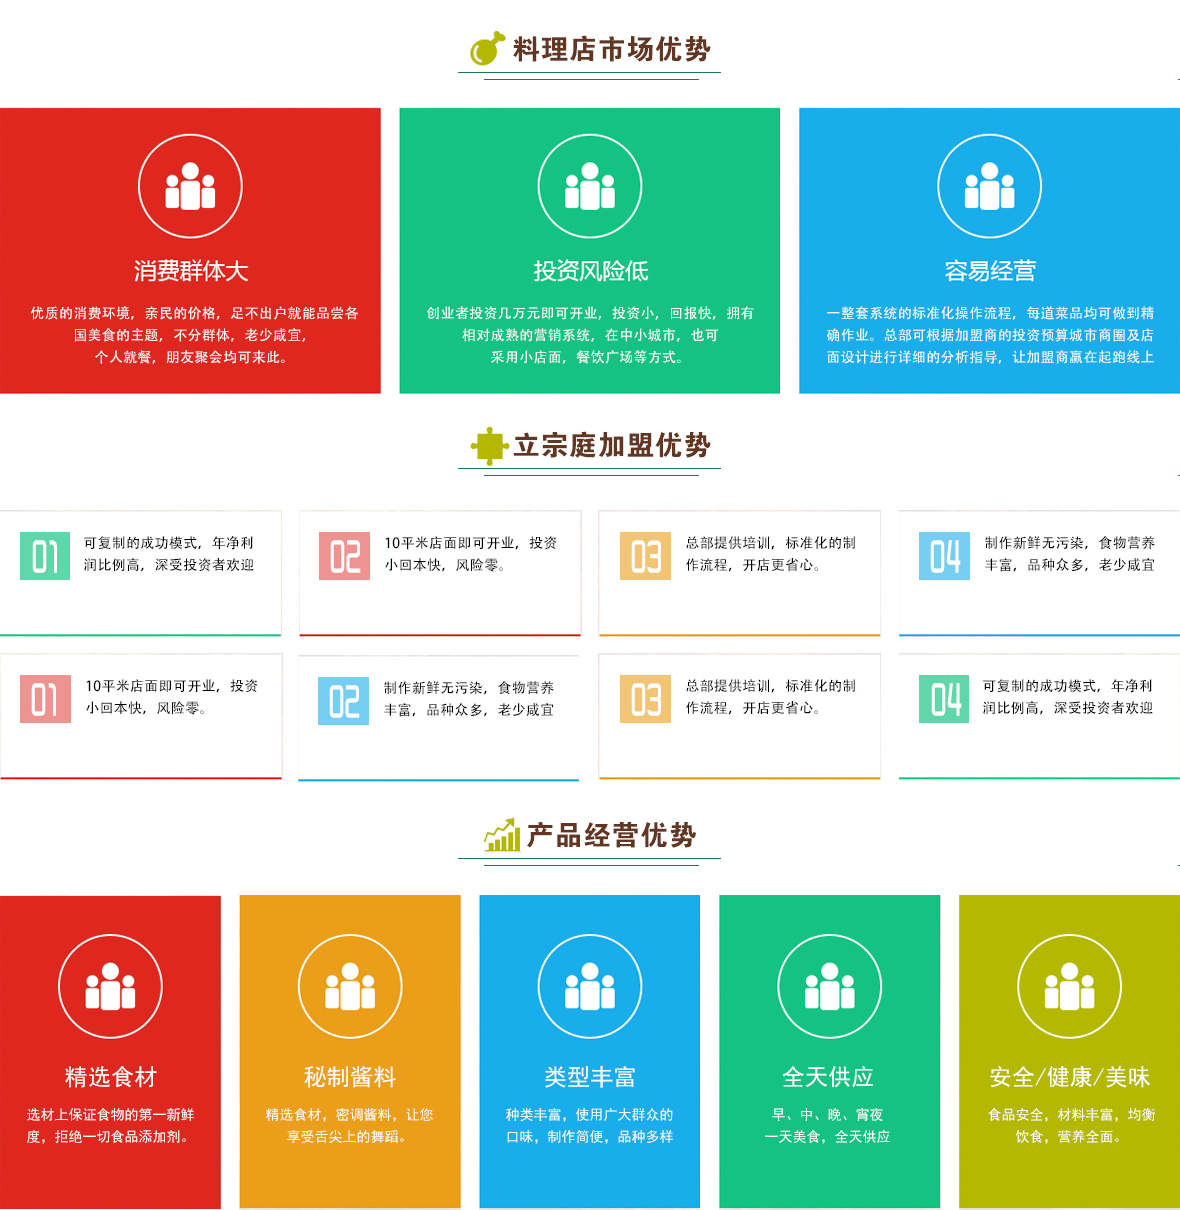 料理店市场优势
消费群体大
优质的消费环境，亲民的价格，足不出户就能品尝各
国美食的主题，不分群体，老少咸宜，
个人就餐，朋友聚会均可来此。
投资风险低
创业者投资几万元即可开业，投资小，回报快，拥有
相对成熟的营销系统，在中小城市，也可
采用小店面，餐饮广场等方式。
容易经营
一整套系统的标准化操作流程，每道菜品均可做到精
确作业。总部可根据加盟商的投资预算城市商圈及店
面设计进行详细的分析指导，让加盟商赢在起跑线上
立宗庭加盟优势
01
可复制的成功模式，年净利
润比例高，深受投资者欢迎
02
10平米店面即可开业，投资
小回本快，风险零。
03
总部提供培训，标准化的制
作流程，开店更省心。
04
制作新鲜无污染，食物营养
丰富，品种众多，老少咸宜
01
10平米店面即可开业，投资
小回本快，风险零。
02
制作新鲜无污染，食物营养
丰富，品种众多，老少咸宜
03
总部提供培训，标准化的制
作流程，开店更省心。
04
可复制的成功模式，年净利
润比例高，深受投资者欢迎
产品经营优势
精选食材
选材上保证食物的第一新鲜
度，拒绝一切食品添加剂。
秘制酱料
精选食材，密调酱料，让您
享受舌尖上的舞蹈。
类型丰富
种类丰富，使用广大群众的
口味，制作简便，品种多样
全天供应
早、中、晚、宵夜
一天美食，全天供应
安全/健康/美味
食品安全，材料丰富，均衡
饮食，营养全面。